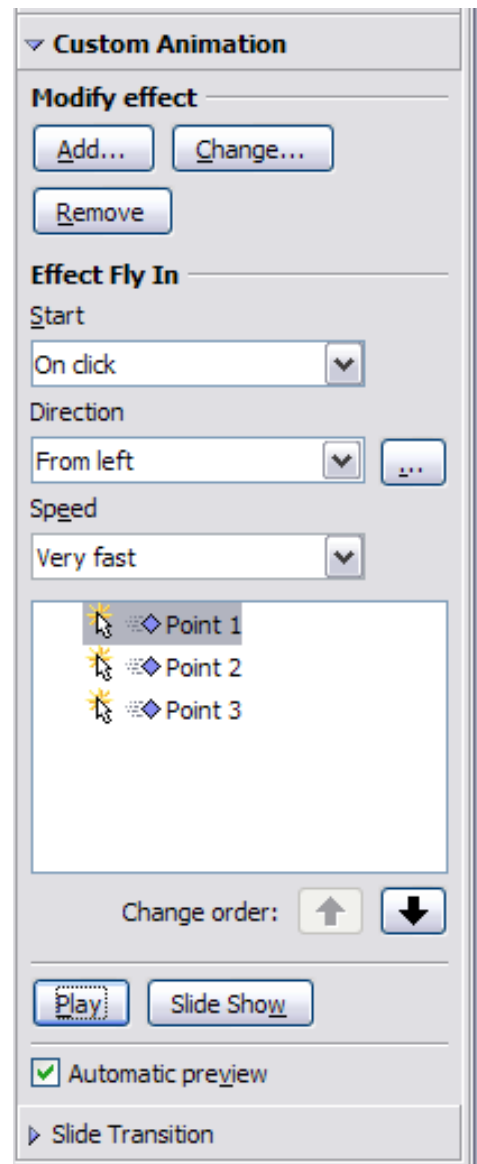 Custom Animation
Modify effect
Add... Change...
Remove
Effect Fly In
Start
On click
Direction
From left ...
Speed
Very fast
Point 1
Point 2
Point 3
Change order:
Play Slide Show
Automatic preview
Slide Transition